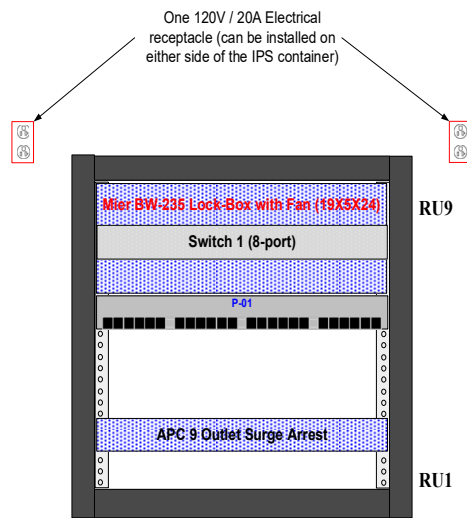 One 120V / 20A Electrical
receptacle (can be installed on
either side of the IPS container)
Mier BW-235 Lock-Box with Fan (19X5X24)
RU9
Switch 1 (8-port)
P-01
APC 9 Outlet Surge Arrest
RU1